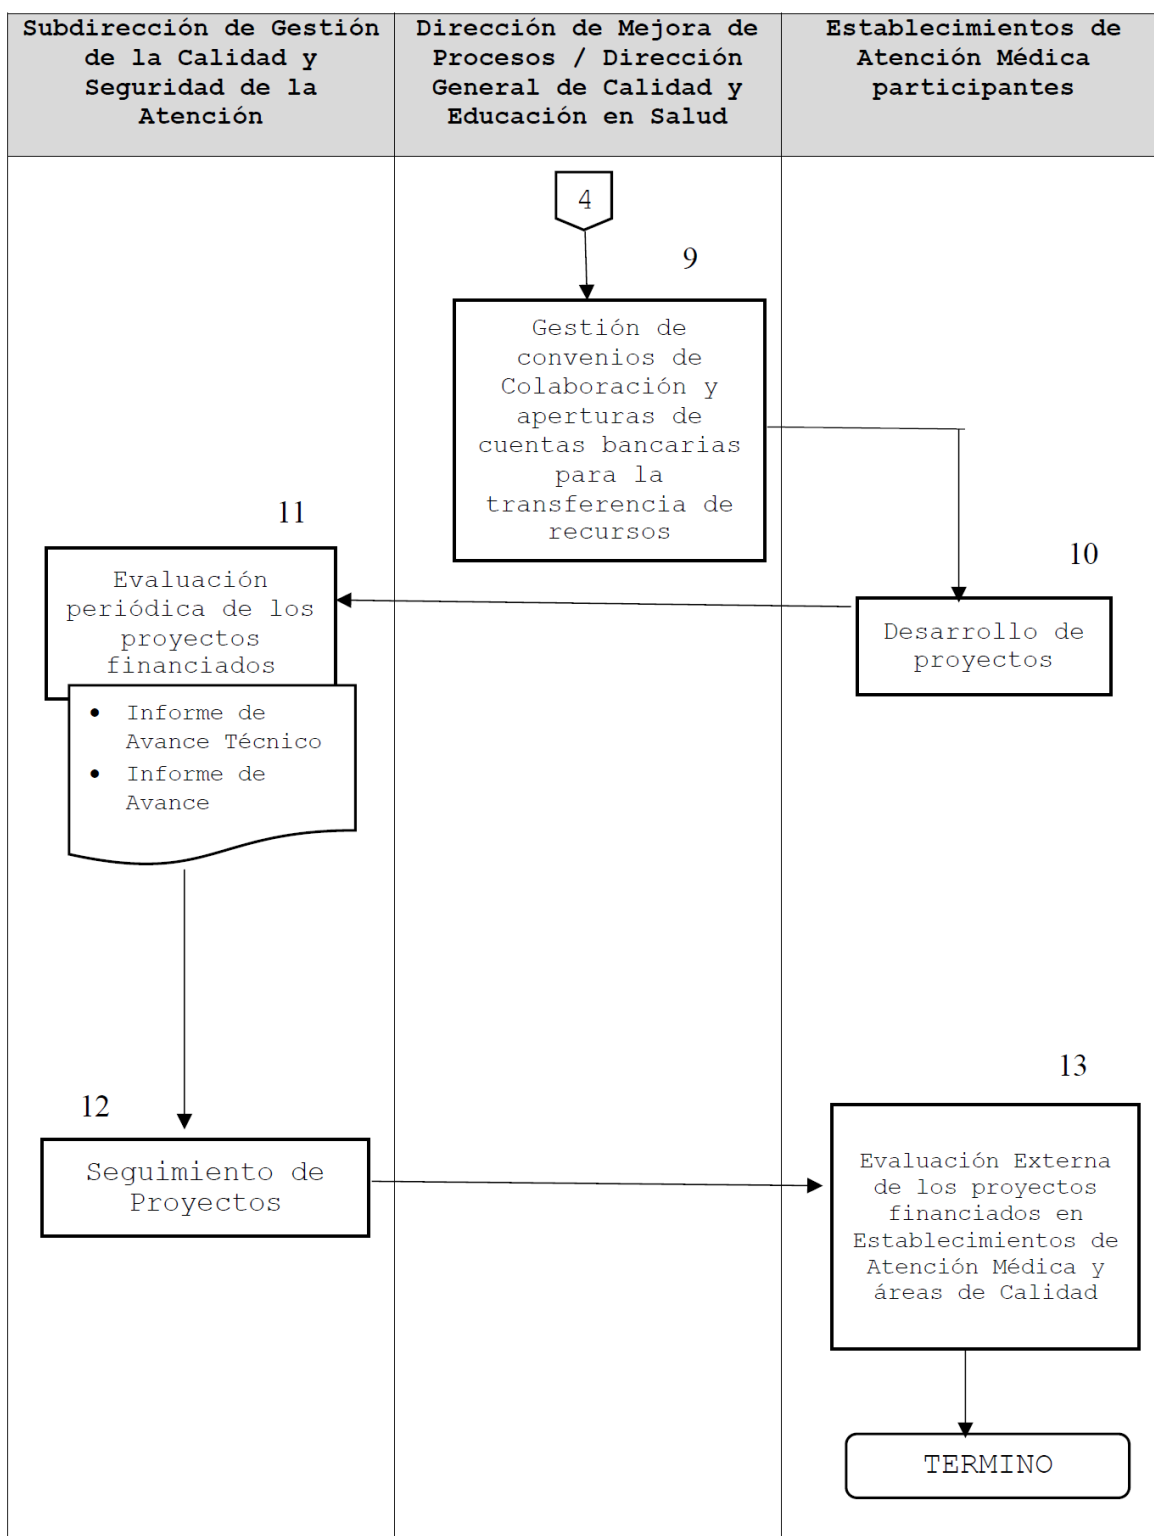 Subdirección de Gestión
de la Calidad y
Seguridad de la
Atención
Dirección de Mejora de
Procesos / Dirección
General de Calidad y
Educación en Salud
Establecimientos de
Atención Médica
participantes
4
9
Gestión de
convenios de
Colaboración y
aperturas de
cuentas bancarias
para la
transferencia de
recursos
10
Desarrollo de
proyectos
11
Evaluación
periódica de los
proyectos
financiados
• Informe de
Avance Técnico
• Informe de
Avance
12
Seguimiento de
Proyectos
13
Evaluación Externa
de los proyectos
financiados en
Establecimientos de
Atención Médica y
áreas de Calidad
TERMINO